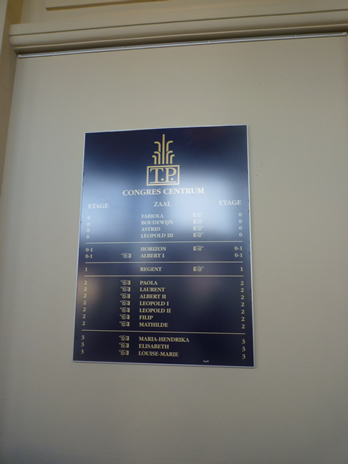 T.P.
CONGRES CENTRUM
ETAGE ZAAL ETAGE
0 FABIOLA 0
0 BOUDEWIJN 0
0 ASTRID 0
0 LEOPOLD III 0
0-1 HORIZON 0-1
0-1 ALBERT I 0-1
1 REGENT 1
2 PAOLA 2
2 LAURENT 2
2 ALBERT II 2
2 LEOPOLD I 2
2 LEOPOLD II 2
2 FILIP 2
2 MATHILDE 2
3 MARIA-HENDRIKA 3
3 ELISABETH 3
3 LOUISE-MARIE 3